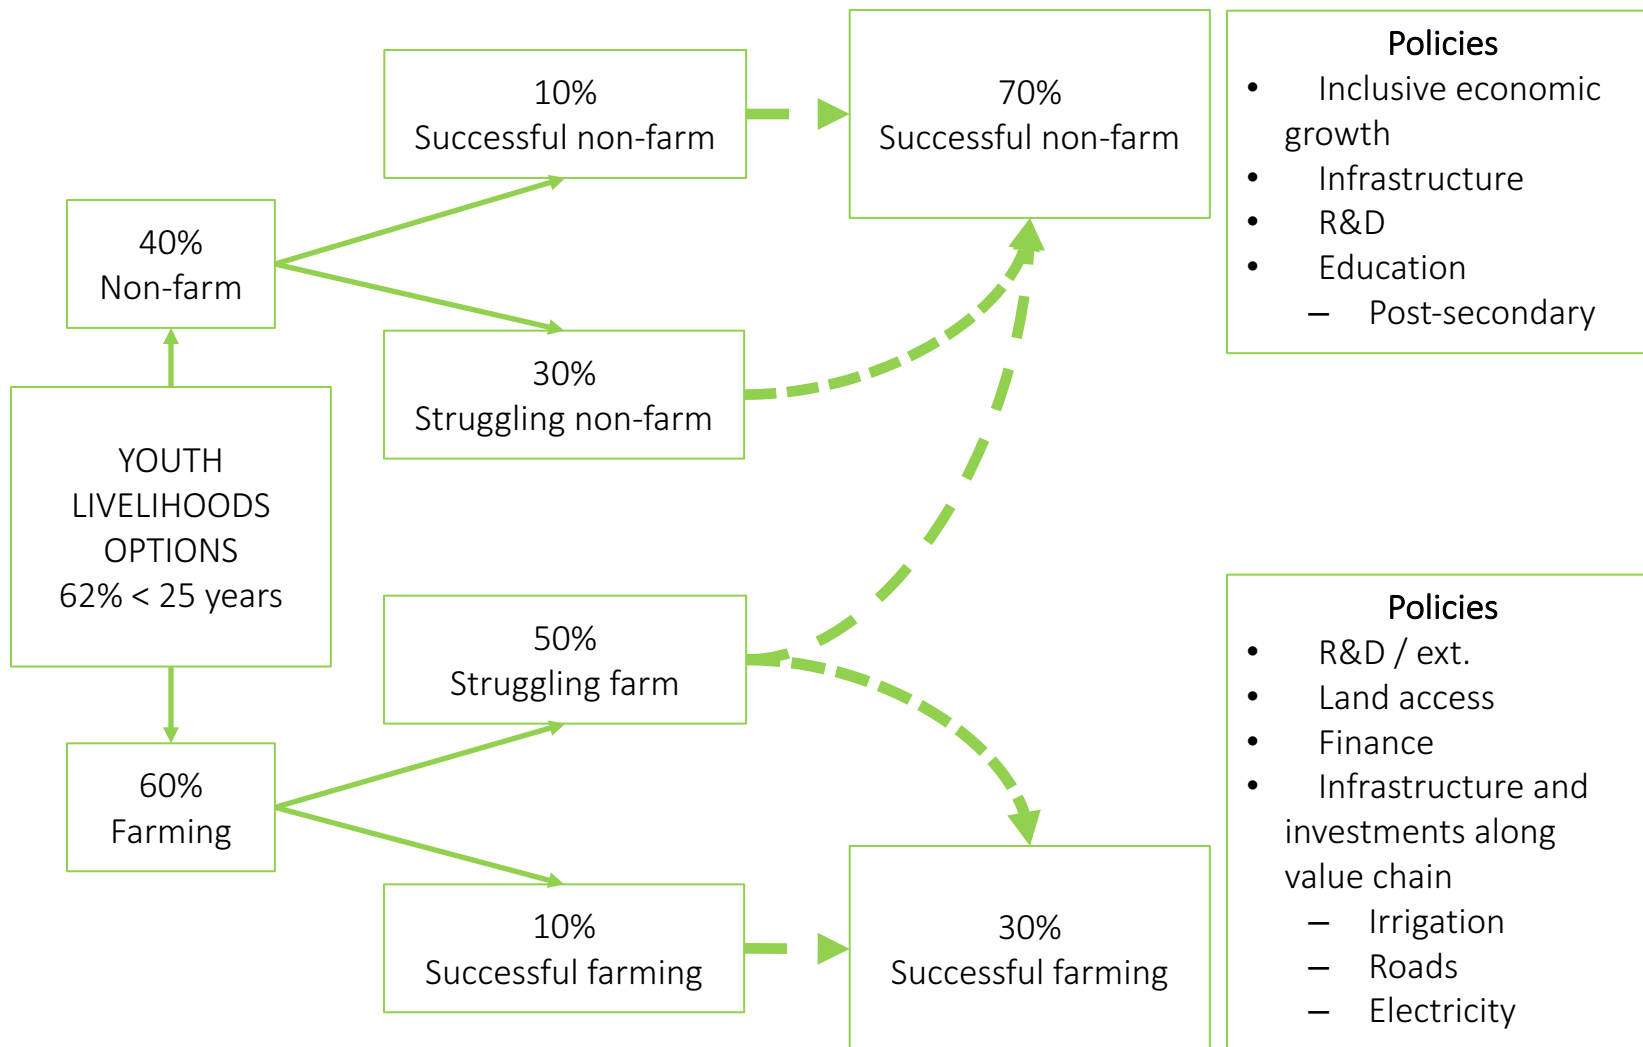 YOUTH
LIVELIHOODS
OPTIONS
62% < 25 years
40%
Non-farm
60%
Farming
10%
Successful non-farm
30%
Struggling non-farm
50%
Struggling farm
10%
Successful farming
70%
Successful non-farm
30%
Successful farming
Policies
• Inclusive economic
growth
• Infrastructure
• R&D
• Education
– Post-secondary
Policies
• R&D / ext.
• Land access
• Finance
• Infrastructure and
investments along
value chain
– Irrigation
– Roads
– Electricity